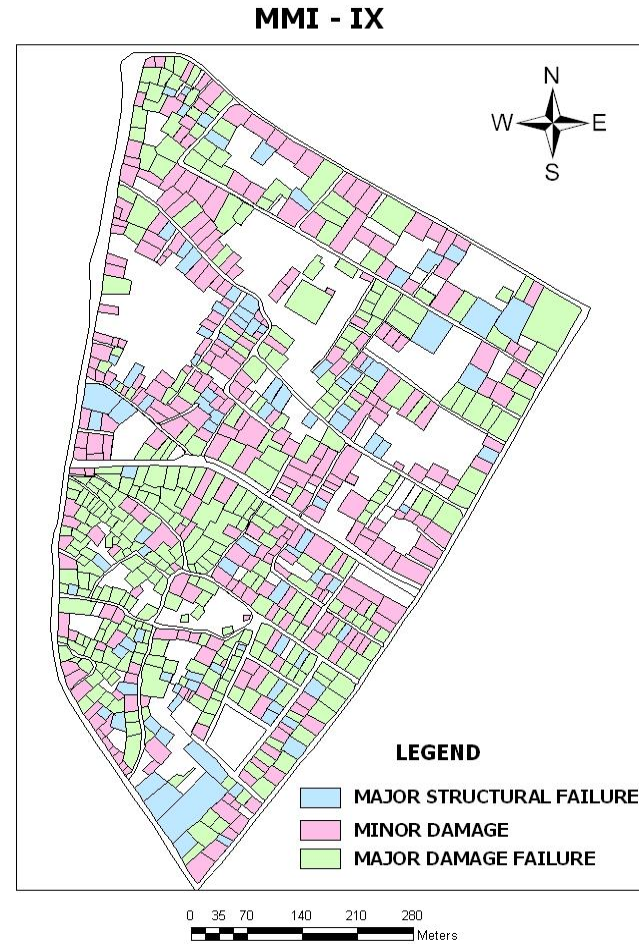 MMI - IX
N
W E
S
LEGEND
MAJOR STRUCTURAL FAILURE
MINOR DAMAGE
MAJOR DAMAGE FAILURE
0 35 70 140 210 280
Meters